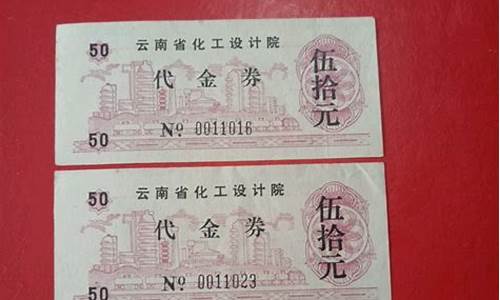 50 云南省化工设计院
代金券
伍拾元
50 Nº 0011016
50 云南省化工设计院
代金券
伍拾元
50 Nº 0011023